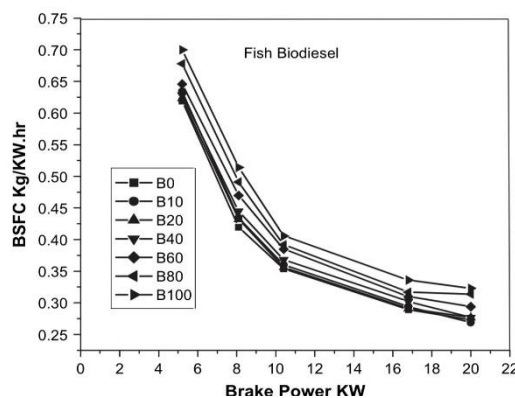 Fish Biodiesel
BSFC Kg/KW.hr
0.75
0.70
0.65
0.60
0.55
0.50
0.45
0.40
0.35
0.30
0.25
B0
B10
B20
B40
B60
B80
B100
0 2 4 6 8 10 12 14 16 18 20 22
Brake Power KW